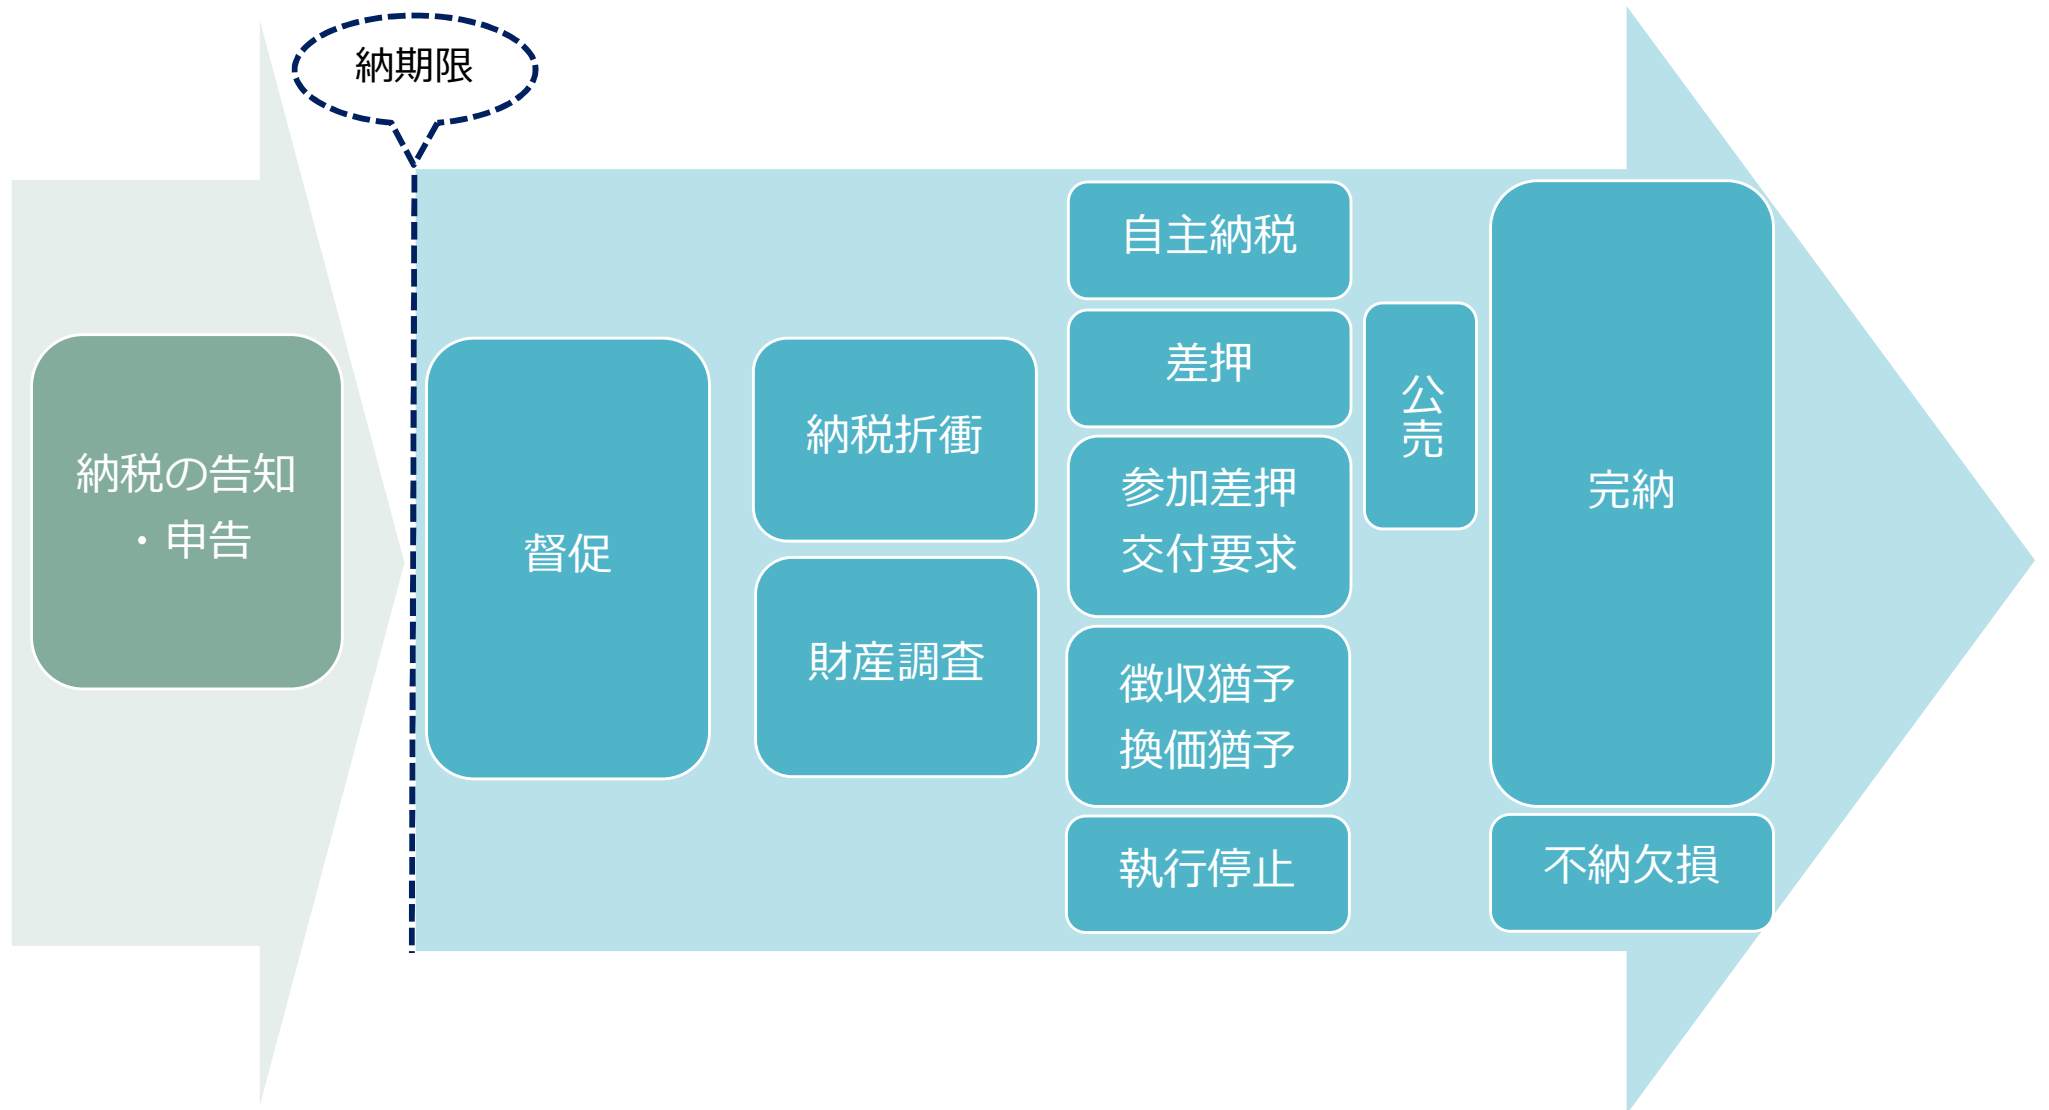 納期限
納税の告知
・申告
督促
納税折衝
財産調査
自主納税
差押
参加差押
交付要求
徴収猶予
換価猶予
執行停止
公売
完納
不納欠損